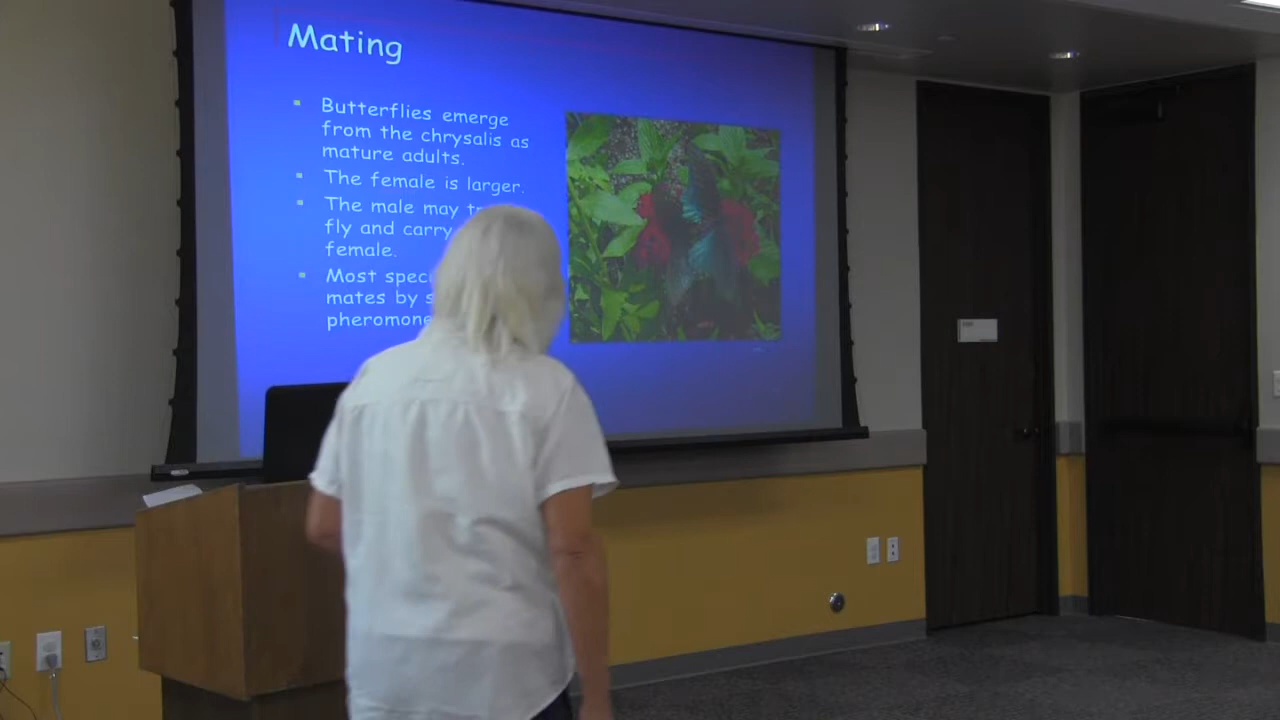 Mating
Butterflies emerge
from the chrysalis as
mature adults.
The female is larger.
The male may
fly and carry
female.
Most
mates by